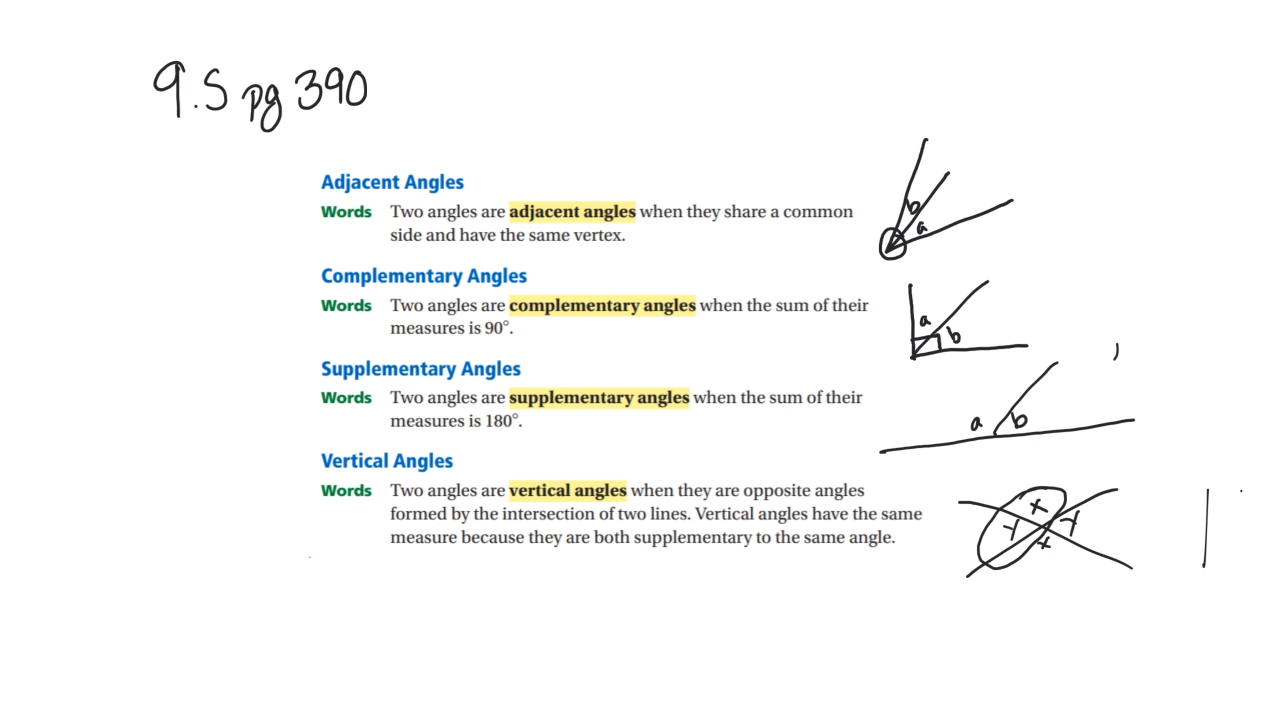 9.5 pg 390
Adjacent Angles
Words Two angles are adjacent angles when they share a common
side and have the same vertex.
b
a
Complementary Angles
Words Two angles are complementary angles when the sum of their
measures is 90°.
a
b
Supplementary Angles
Words Two angles are supplementary angles when the sum of their
measures is 180°.
a b
Vertical Angles
Words Two angles are vertical angles when they are opposite angles
formed by the intersection of two lines. Vertical angles have the same
measure because they are both supplementary to the same angle.
x
y y
x